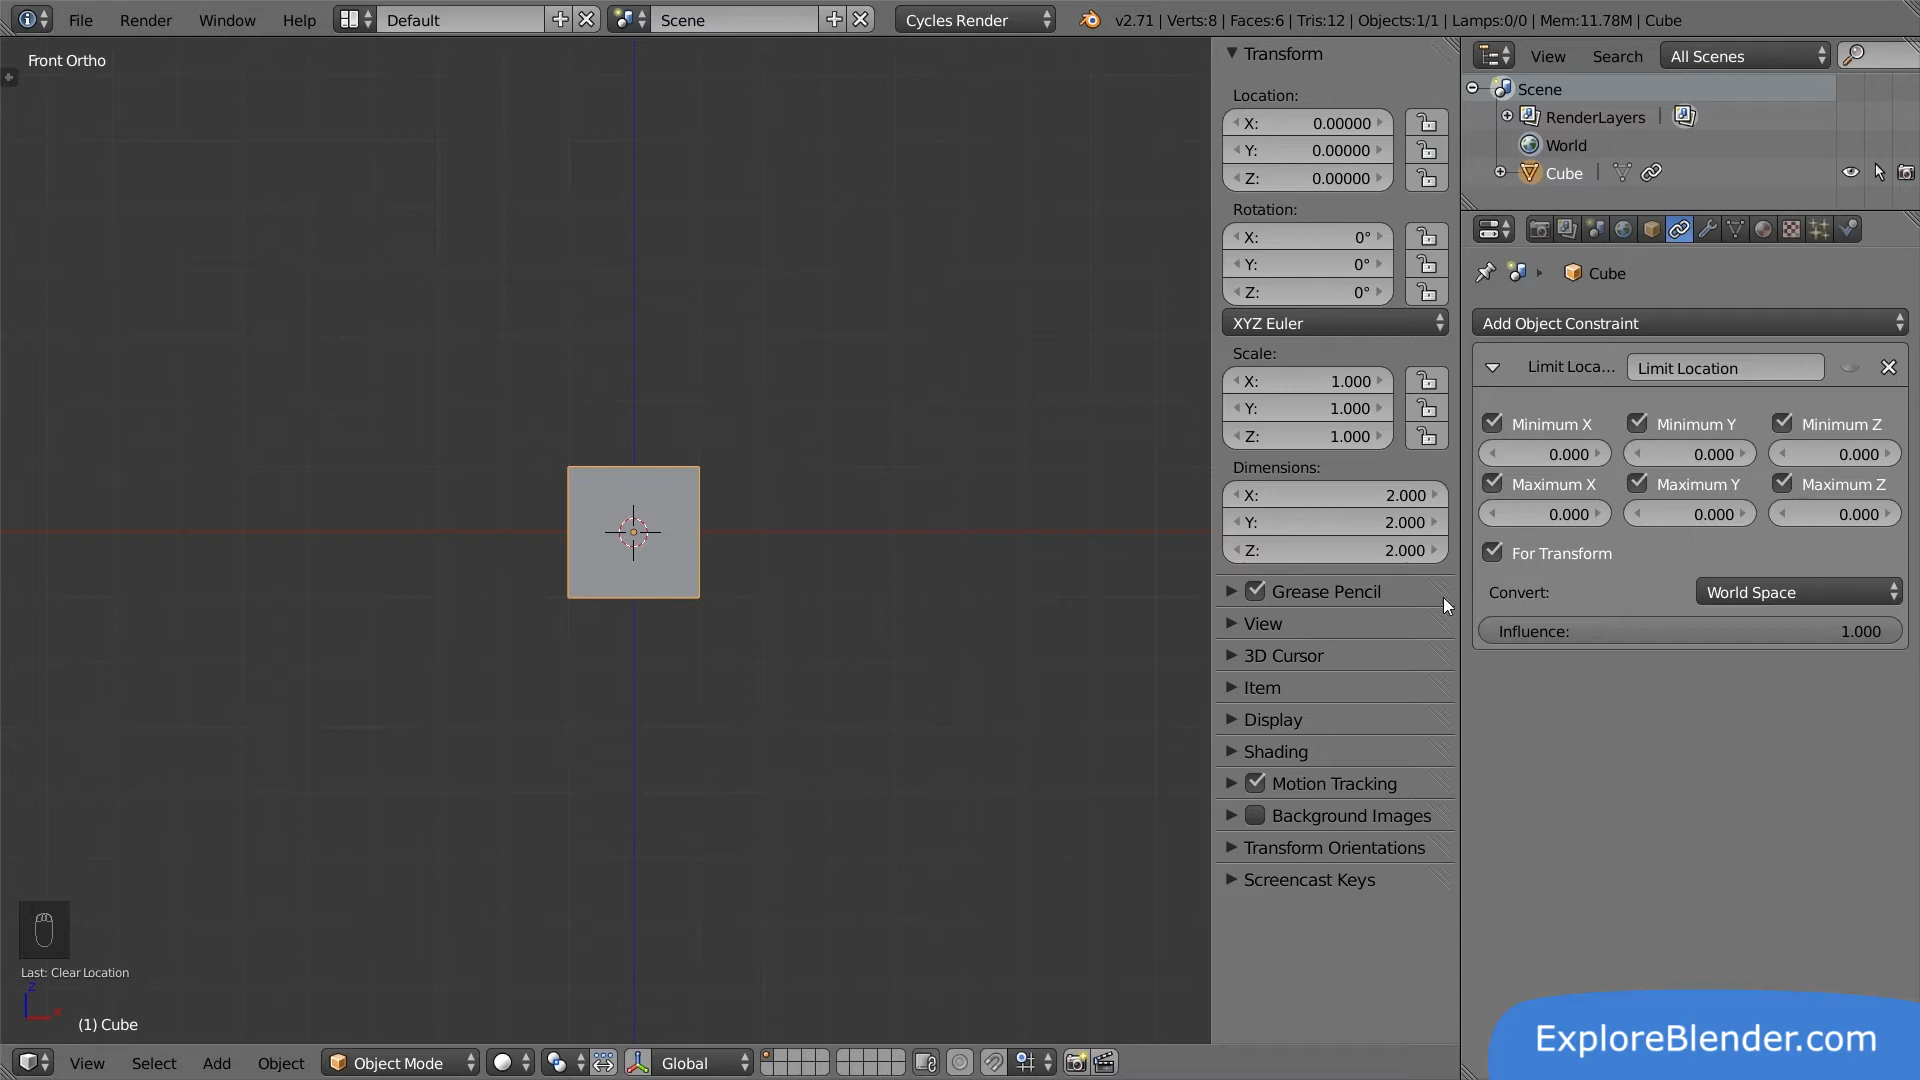 File Render Window Help Default Scene Cycles Render v2.71 | Verts:8 | Faces:6 | Tris:12 | Objects:1/1 | Lamps:0/0 | Mem:11.78M | Cube
Front Ortho
Transform
Location:
X: 0.00000
Y: 0.00000
Z: 0.00000
Rotation:
X: 0°
Y: 0°
Z: 0°
XYZ Euler
Scale:
X: 1.000
Y: 1.000
Z: 1.000
Dimensions:
X: 2.000
Y: 2.000
Z: 2.000
Grease Pencil
View
3D Cursor
Item
Display
Shading
Motion Tracking
Background Images
Transform Orientations
Screencast Keys
View Search All Scenes
Scene
RenderLayers |
World
Cube |
Cube
Add Object Constraint
Limit Loca... Limit Location
Minimum X Minimum Y Minimum Z
0.000 0.000 0.000
Maximum X Maximum Y Maximum Z
0.000 0.000 0.000
For Transform
Convert: World Space
Influence: 1.000
Last: Clear Location
z
x
(1) Cube
View Select Add Object Object Mode Global
ExploreBlender.com